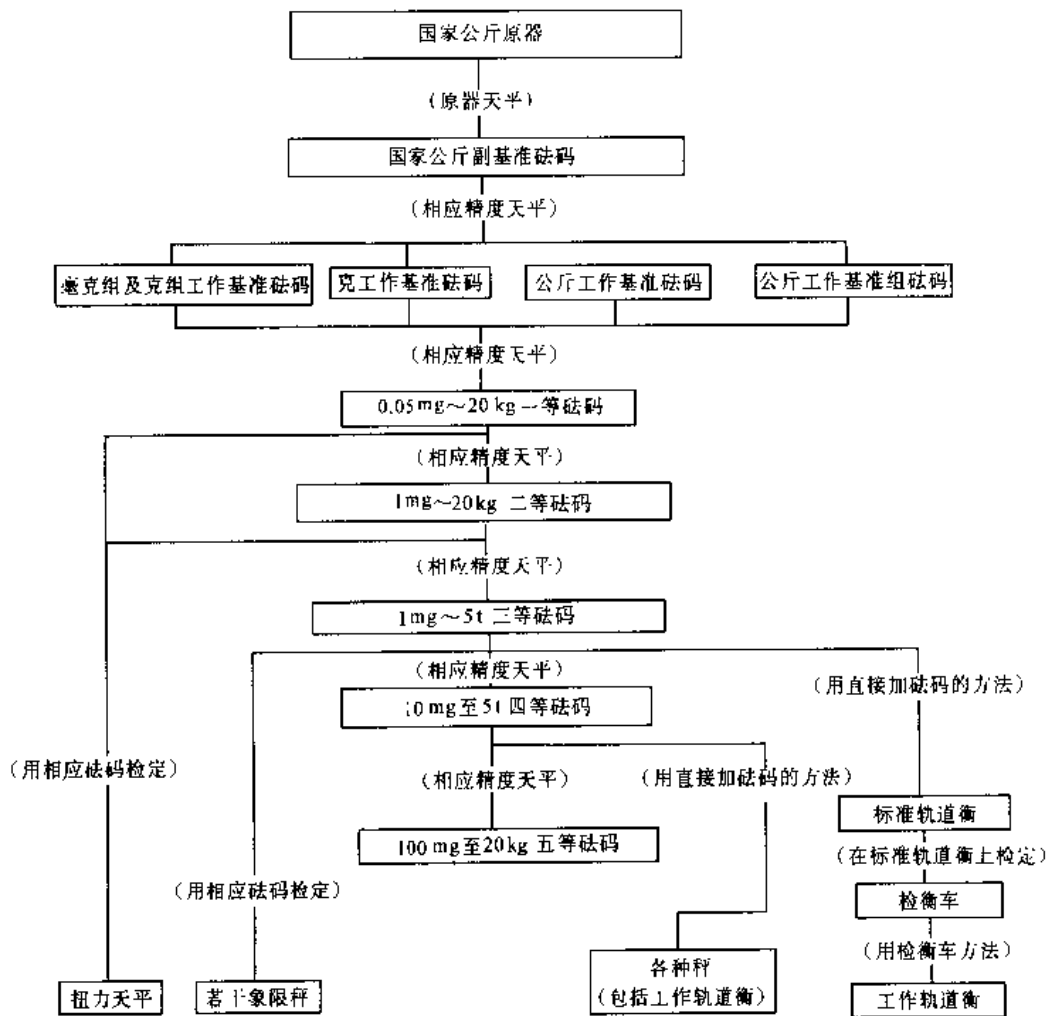 国家公斤原器
(原器天平)
国家公斤副基准砝码
(相应精度天平)
毫克组及克组工作基准砝码
克工作基准砝码
公斤工作基准砝码
公斤工作基准组砝码
(相应精度天平)
0.05mg~20kg一等砝码
(相应精度天平)
1mg~20kg 二等砝码
(相应精度天平)
1mg~5t 三等砝码
(相应精度天平)
(用直接加砝码的方法)
10mg至5t四等砝码
(用相应砝码检定)
(相应精度天平)
(用直接加砝码的方法)
标准轨道衡
100mg至20kg 五等砝码
(在标准轨道衡上检定)
(用相应砝码检定)
检衡车
(用检衡车方法)
扭力天平
若干象限秤
各种秤
(包括工作轨道衡)
工作轨道衡